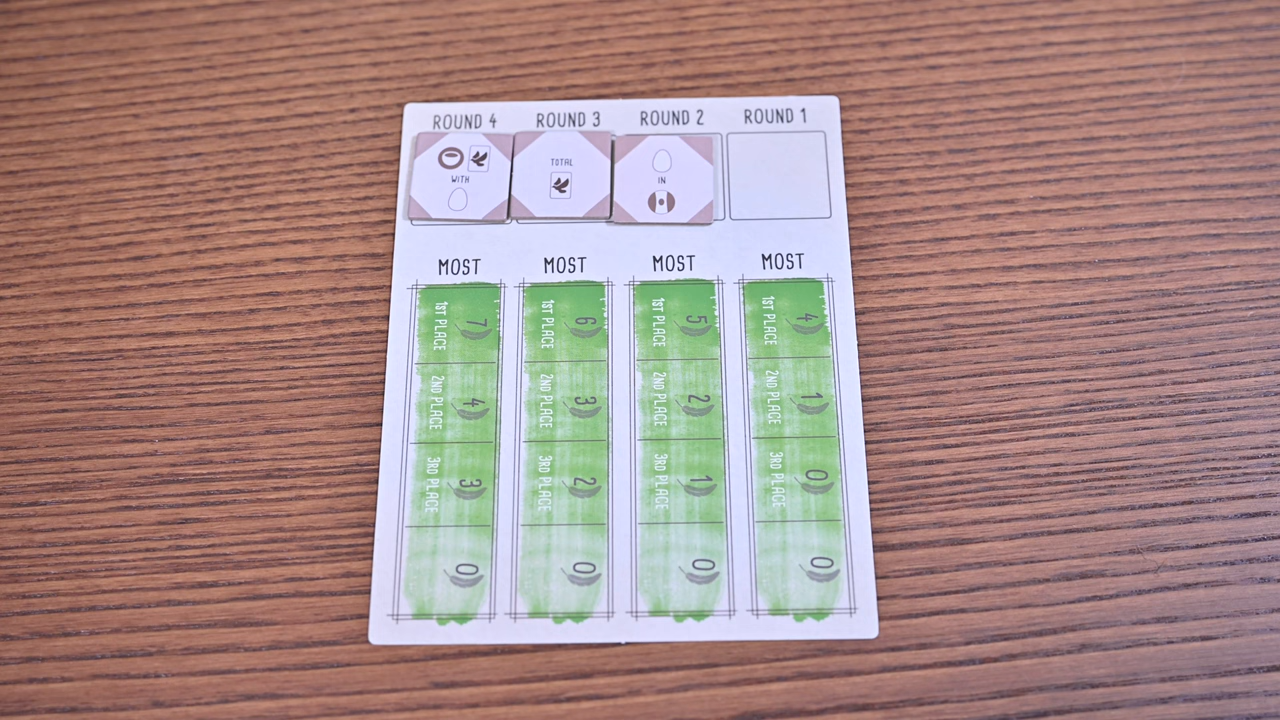 ROUND 4 ROUND 3 ROUND 2 ROUND 1
WITH
TOTAL
IN
MOST MOST MOST MOST
1ST PLACE 7
2ND PLACE 4
3RD PLACE 3
0
1ST PLACE 6
2ND PLACE 3
3RD PLACE 2
0
1ST PLACE 5
2ND PLACE 2
3RD PLACE 1
0
1ST PLACE 4
2ND PLACE 1
3RD PLACE 0
0